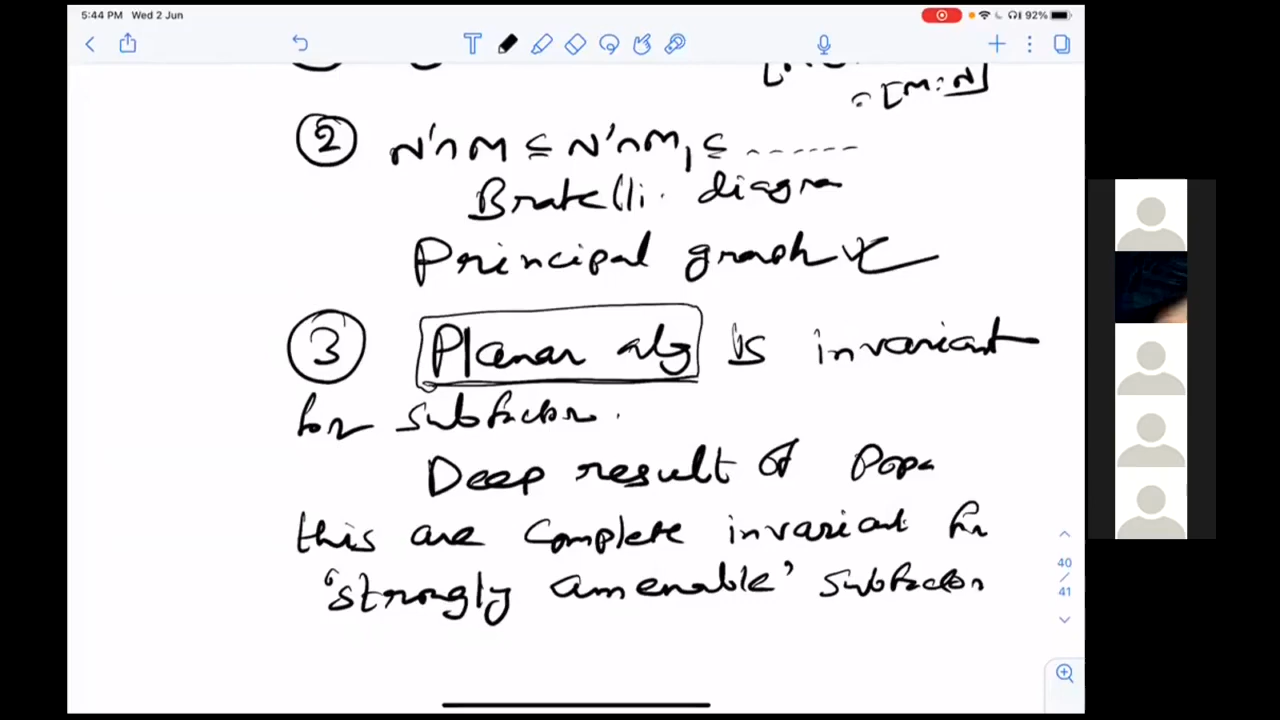 5:44 PM Wed 2 Jun
92%
= [M:N]
② N'∩M ⊆ N'∩M₁ ⊆ ------
Bratelli. diagra
Principal graph
③ Planar alg is invariant
for subfactor.
Deep result of Popa
this are complete invariant for
'strongly amenable' subfactor
40
/
41